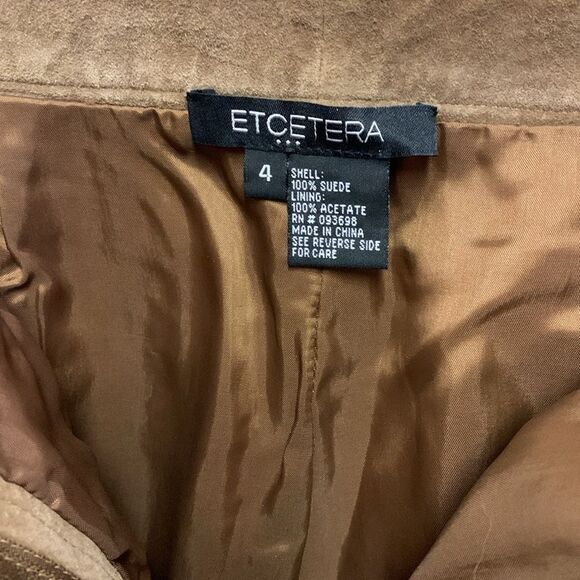 ETCETERA
4
SHELL:
100% SUEDE
LINING:
100% ACETATE
RN # 093698
MADE IN CHINA
SEE REVERSE SIDE
FOR CARE